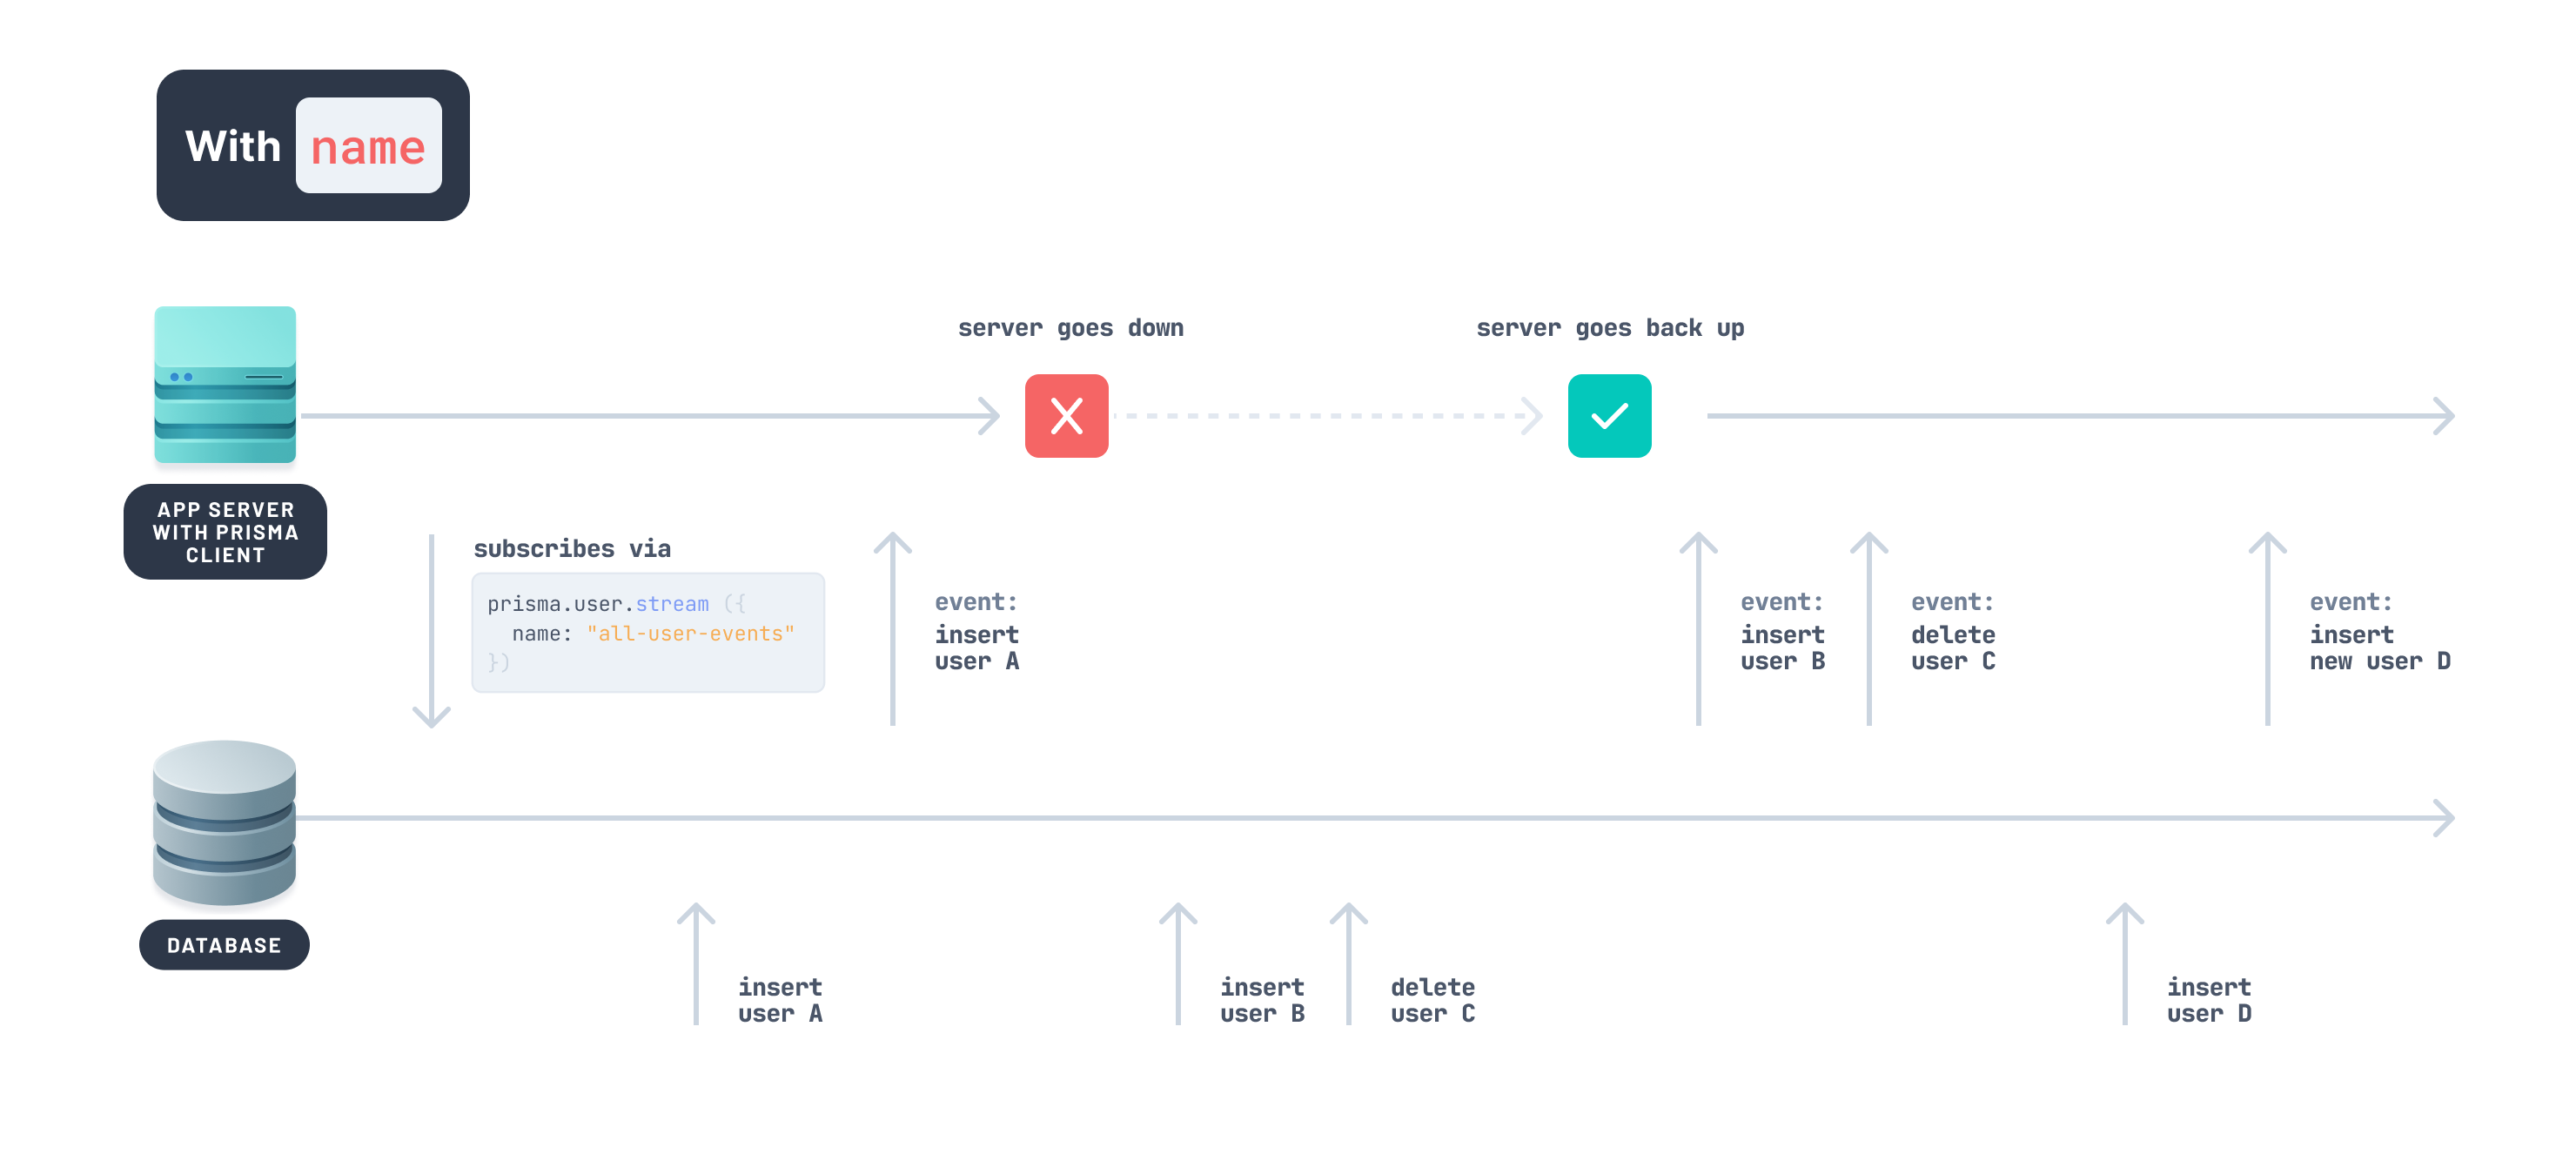 With name
server goes down
server goes back up
APP SERVER
WITH PRISMA
CLIENT
subscribes via
prisma.user.stream ({
name: "all-user-events"
})
event:
insert
user A
event:
insert
user B
event:
delete
user C
event:
insert
new user D
DATABASE
insert
user A
insert
user B
delete
user C
insert
user D